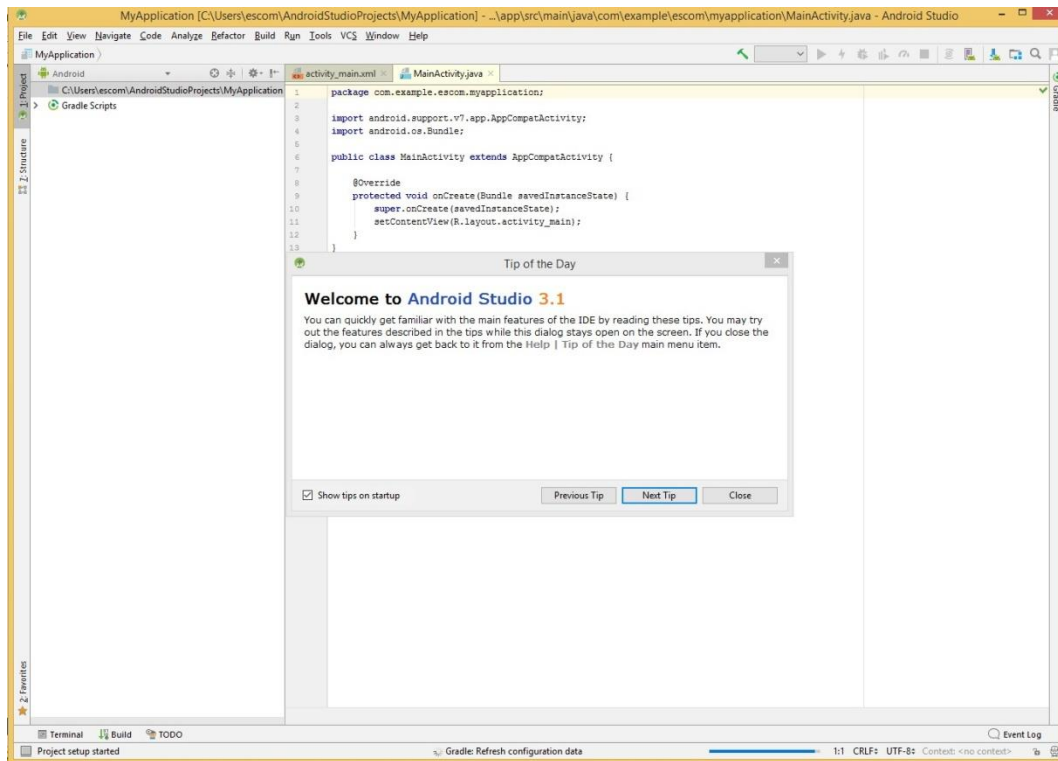 MyApplication [C:\Users\escom\AndroidStudioProjects\MyApplication] - ...\app\src\main\java\com\example\escom\myapplication\MainActivity.java - Android Studio
File Edit View Navigate Code Analyze Refactor Build Run Tools VCS Window Help
MyApplication
1: Project
Android
activity_main.xml
MainActivity.java
Gradle
C:\Users\escom\AndroidStudioProjects\MyApplication
Gradle Scripts
7: Structure
1 package com.example.escom.myapplication;
2
3 import android.support.v7.app.AppCompatActivity;
4 import android.os.Bundle;
5
6 public class MainActivity extends AppCompatActivity {
7
8 @Override
9 protected void onCreate(Bundle savedInstanceState) {
10 super.onCreate(savedInstanceState);
11 setContentView(R.layout.activity_main);
12 }
13 }
Tip of the Day
Welcome to Android Studio 3.1
You can quickly get familiar with the main features of the IDE by reading these tips. You may try
out the features described in the tips while this dialog stays open on the screen. If you close the
dialog, you can always get back to it from the Help | Tip of the Day main menu item.
Show tips on startup
Previous Tip Next Tip Close
2: Favorites
Terminal Build TODO Event Log
Project setup started Gradle: Refresh configuration data 1:1 CRLF÷ UTF-8÷ Context: <no context>